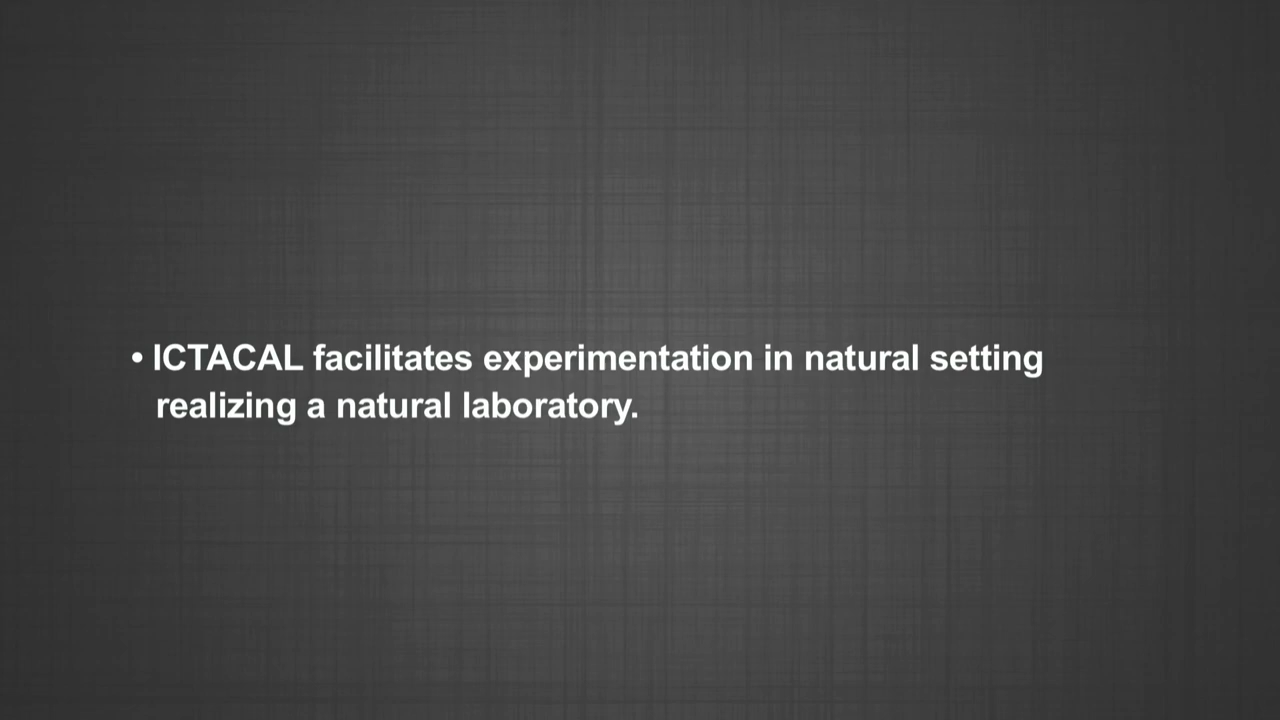 • ICTACAL facilitates experimentation in natural setting
realizing a natural laboratory.